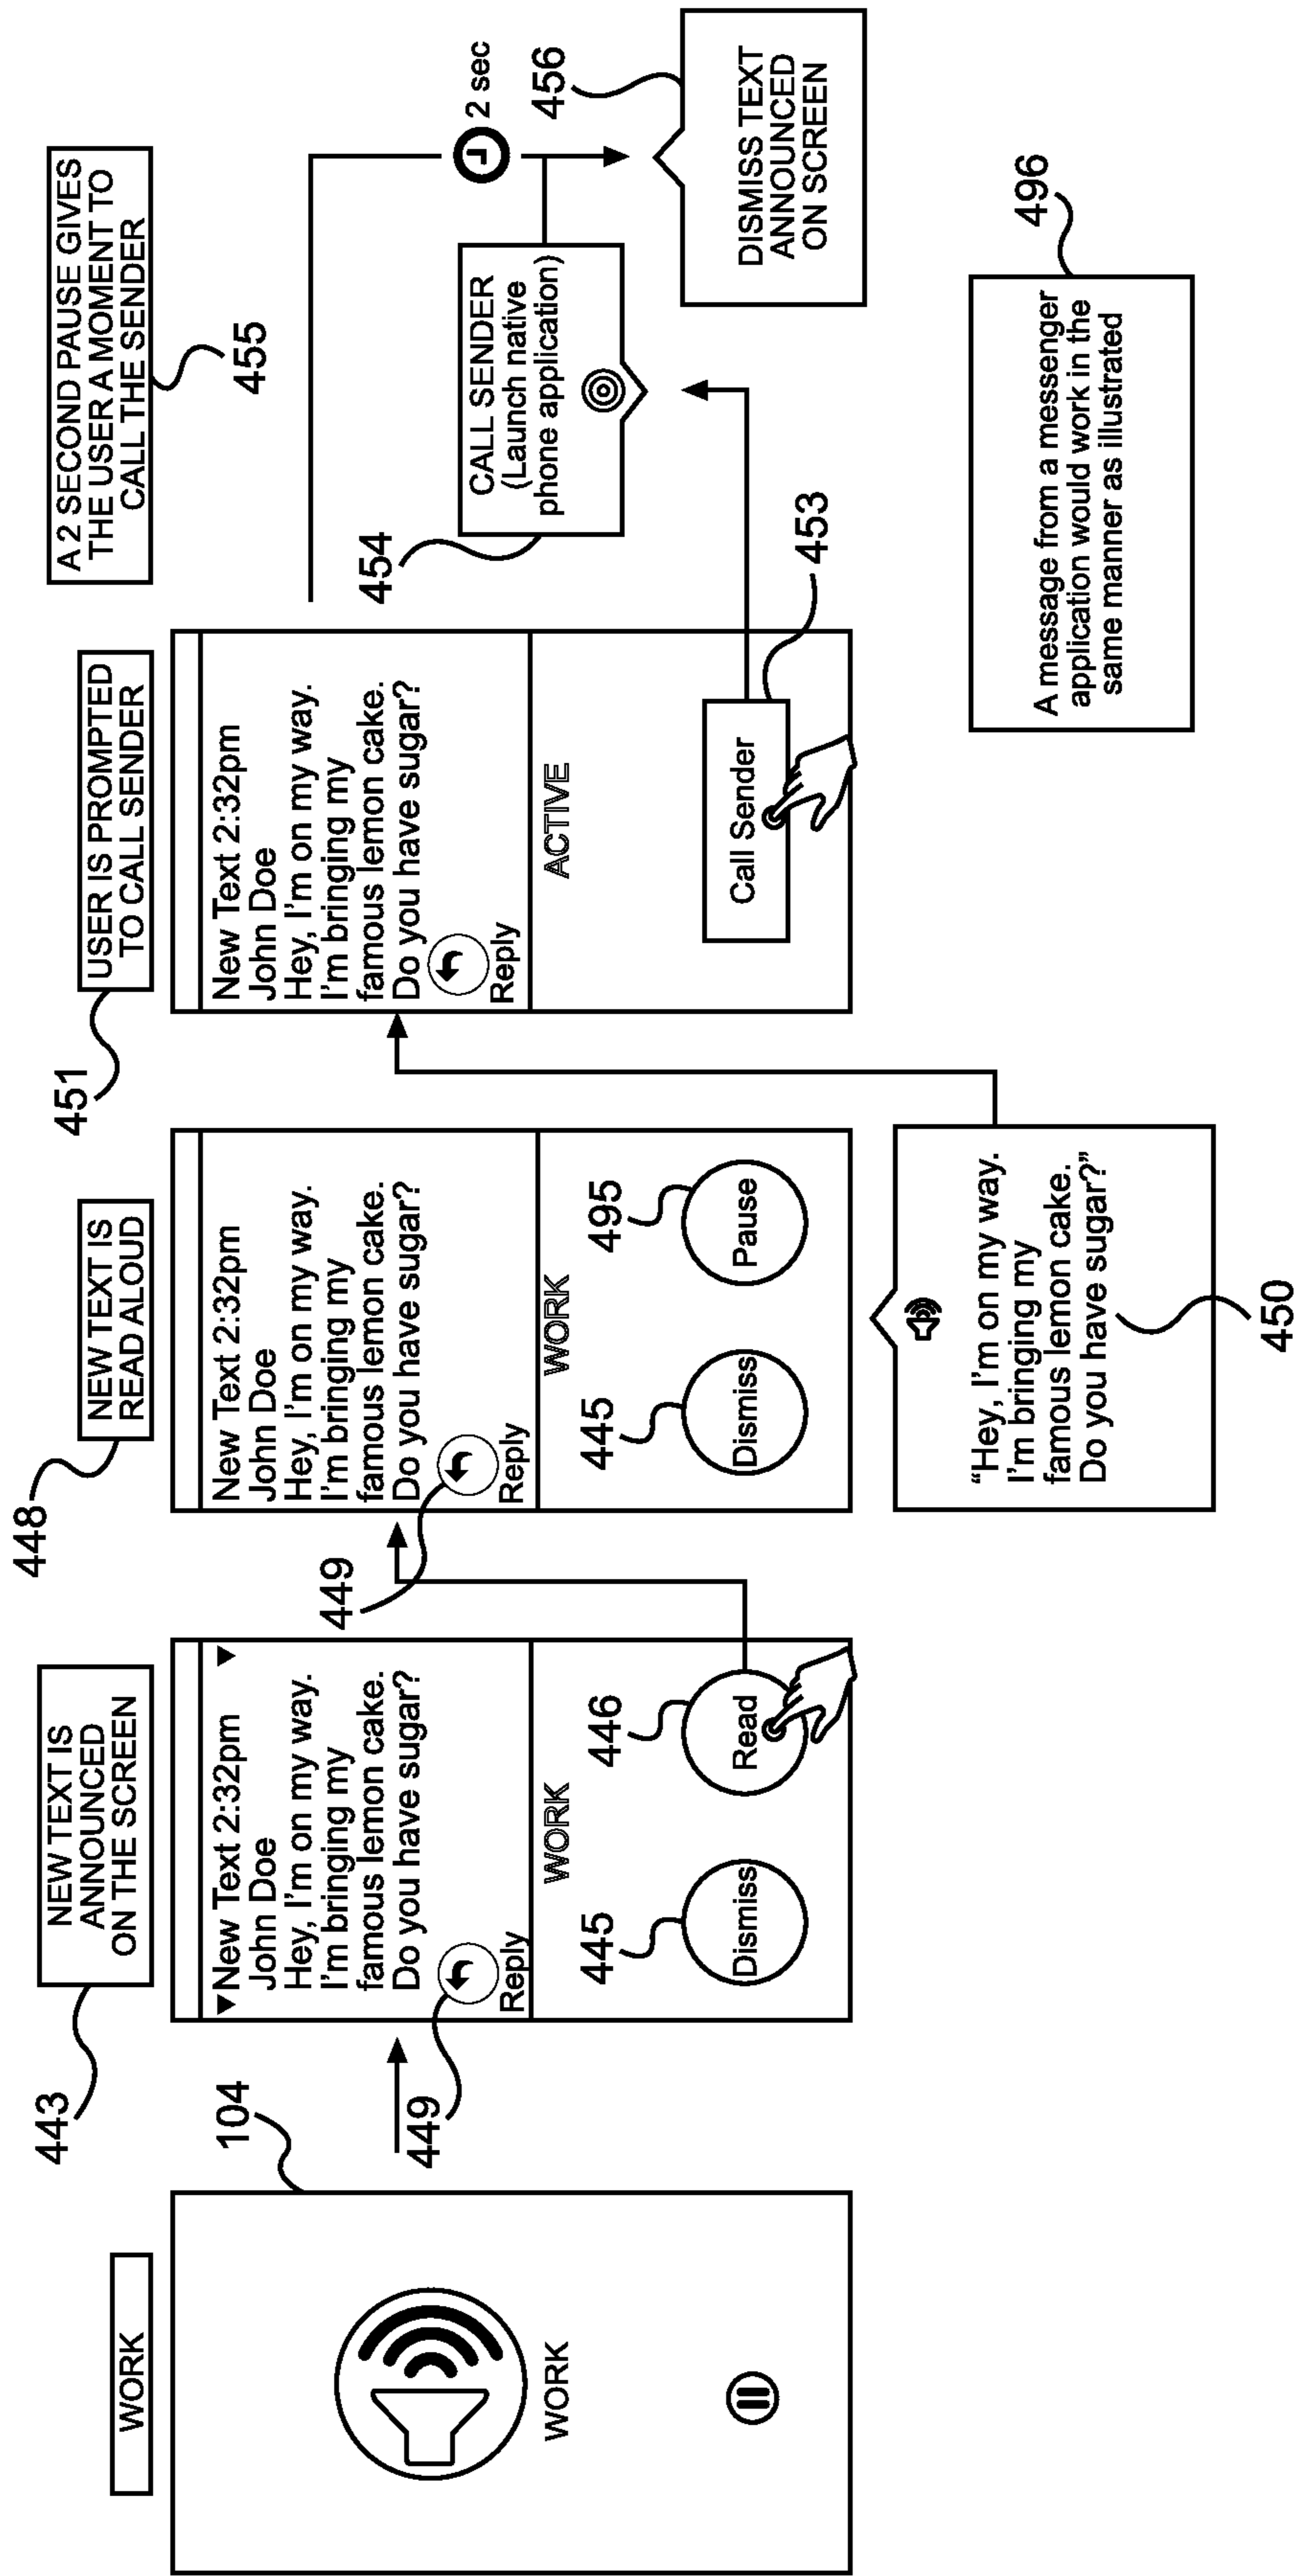 WORK
104
WORK
443
NEW TEXT IS
ANNOUNCED
ON THE SCREEN
New Text 2:32pm
John Doe
Hey, I'm on my way.
I'm bringing my
famous lemon cake.
Do you have sugar?
449
Reply
WORK
445
446
Dismiss
Read
448
NEW TEXT IS
READ ALOUD
New Text 2:32pm
John Doe
Hey, I'm on my way.
I'm bringing my
famous lemon cake.
Do you have sugar?
449
Reply
WORK
445
495
Dismiss
Pause
“Hey, I'm on my way.
I'm bringing my
famous lemon cake.
Do you have sugar?”
450
451
USER IS PROMPTED
TO CALL SENDER
New Text 2:32pm
John Doe
Hey, I'm on my way.
I'm bringing my
famous lemon cake.
Do you have sugar?
Reply
ACTIVE
Call Sender
453
A 2 SECOND PAUSE GIVES
THE USER A MOMENT TO
CALL THE SENDER
455
2 sec
454
CALL SENDER
(Launch native
phone application)
456
DISMISS TEXT
ANNOUNCED
ON SCREEN
496
A message from a messenger
application would work in the
same manner as illustrated